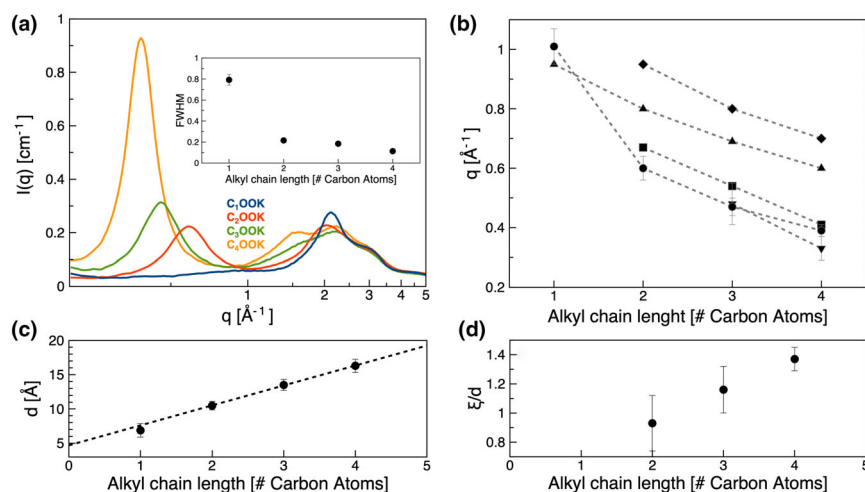 (a)
1
0.8
0.6
0.4
0.2
0
I(q) [cm-1]
1
2
3
4
5
q [Å-1]
1
0.8
0.6
0.4
0.2
0
FWHM
1
2
3
4
Alkyl chain length [# Carbon Atoms]
C1OOK
C2OOK
C3OOK
C4OOK
(b)
1
0.8
0.6
0.4
0.2
q [Å-1]
1
2
3
4
Alkyl chain lenght [# Carbon Atoms]
(c)
20
15
10
5
d [Å]
0
1
2
3
4
5
Alkyl chain length [# Carbon Atoms]
(d)
1.4
1.2
1
0.8
ξ/d
0
1
2
3
4
5
Alkyl chain length [# Carbon Atoms]